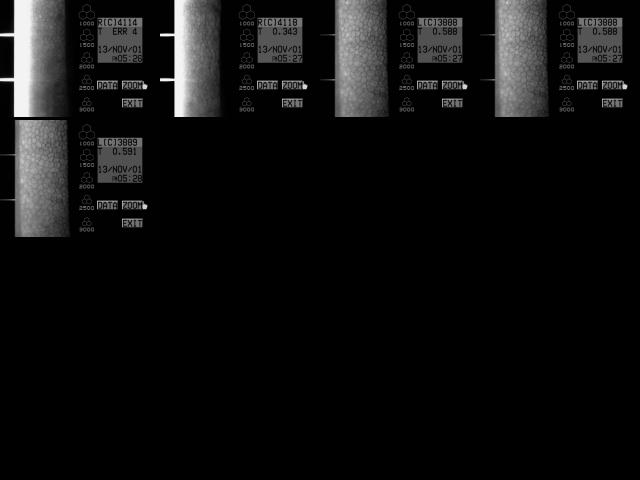 1000
1500
2000
2500
3000
R(C)4114
T ERR 4
13/NOV/01
PM05:26
DATA ZOOM
EXIT
1000
1500
2000
2500
3000
R(C)4118
T 0.343
13/NOV/01
PM05:27
DATA ZOOM
EXIT
1000
1500
2000
2500
3000
L(C)3888
T 0.588
13/NOV/01
PM05:27
DATA ZOOM
EXIT
1000
1500
2000
2500
3000
L(C)3888
T 0.588
13/NOV/01
PM05:27
DATA ZOOM
EXIT
1000
1500
2000
2500
3000
L(C)3889
T 0.591
13/NOV/01
PM05:28
DATA ZOOM
EXIT